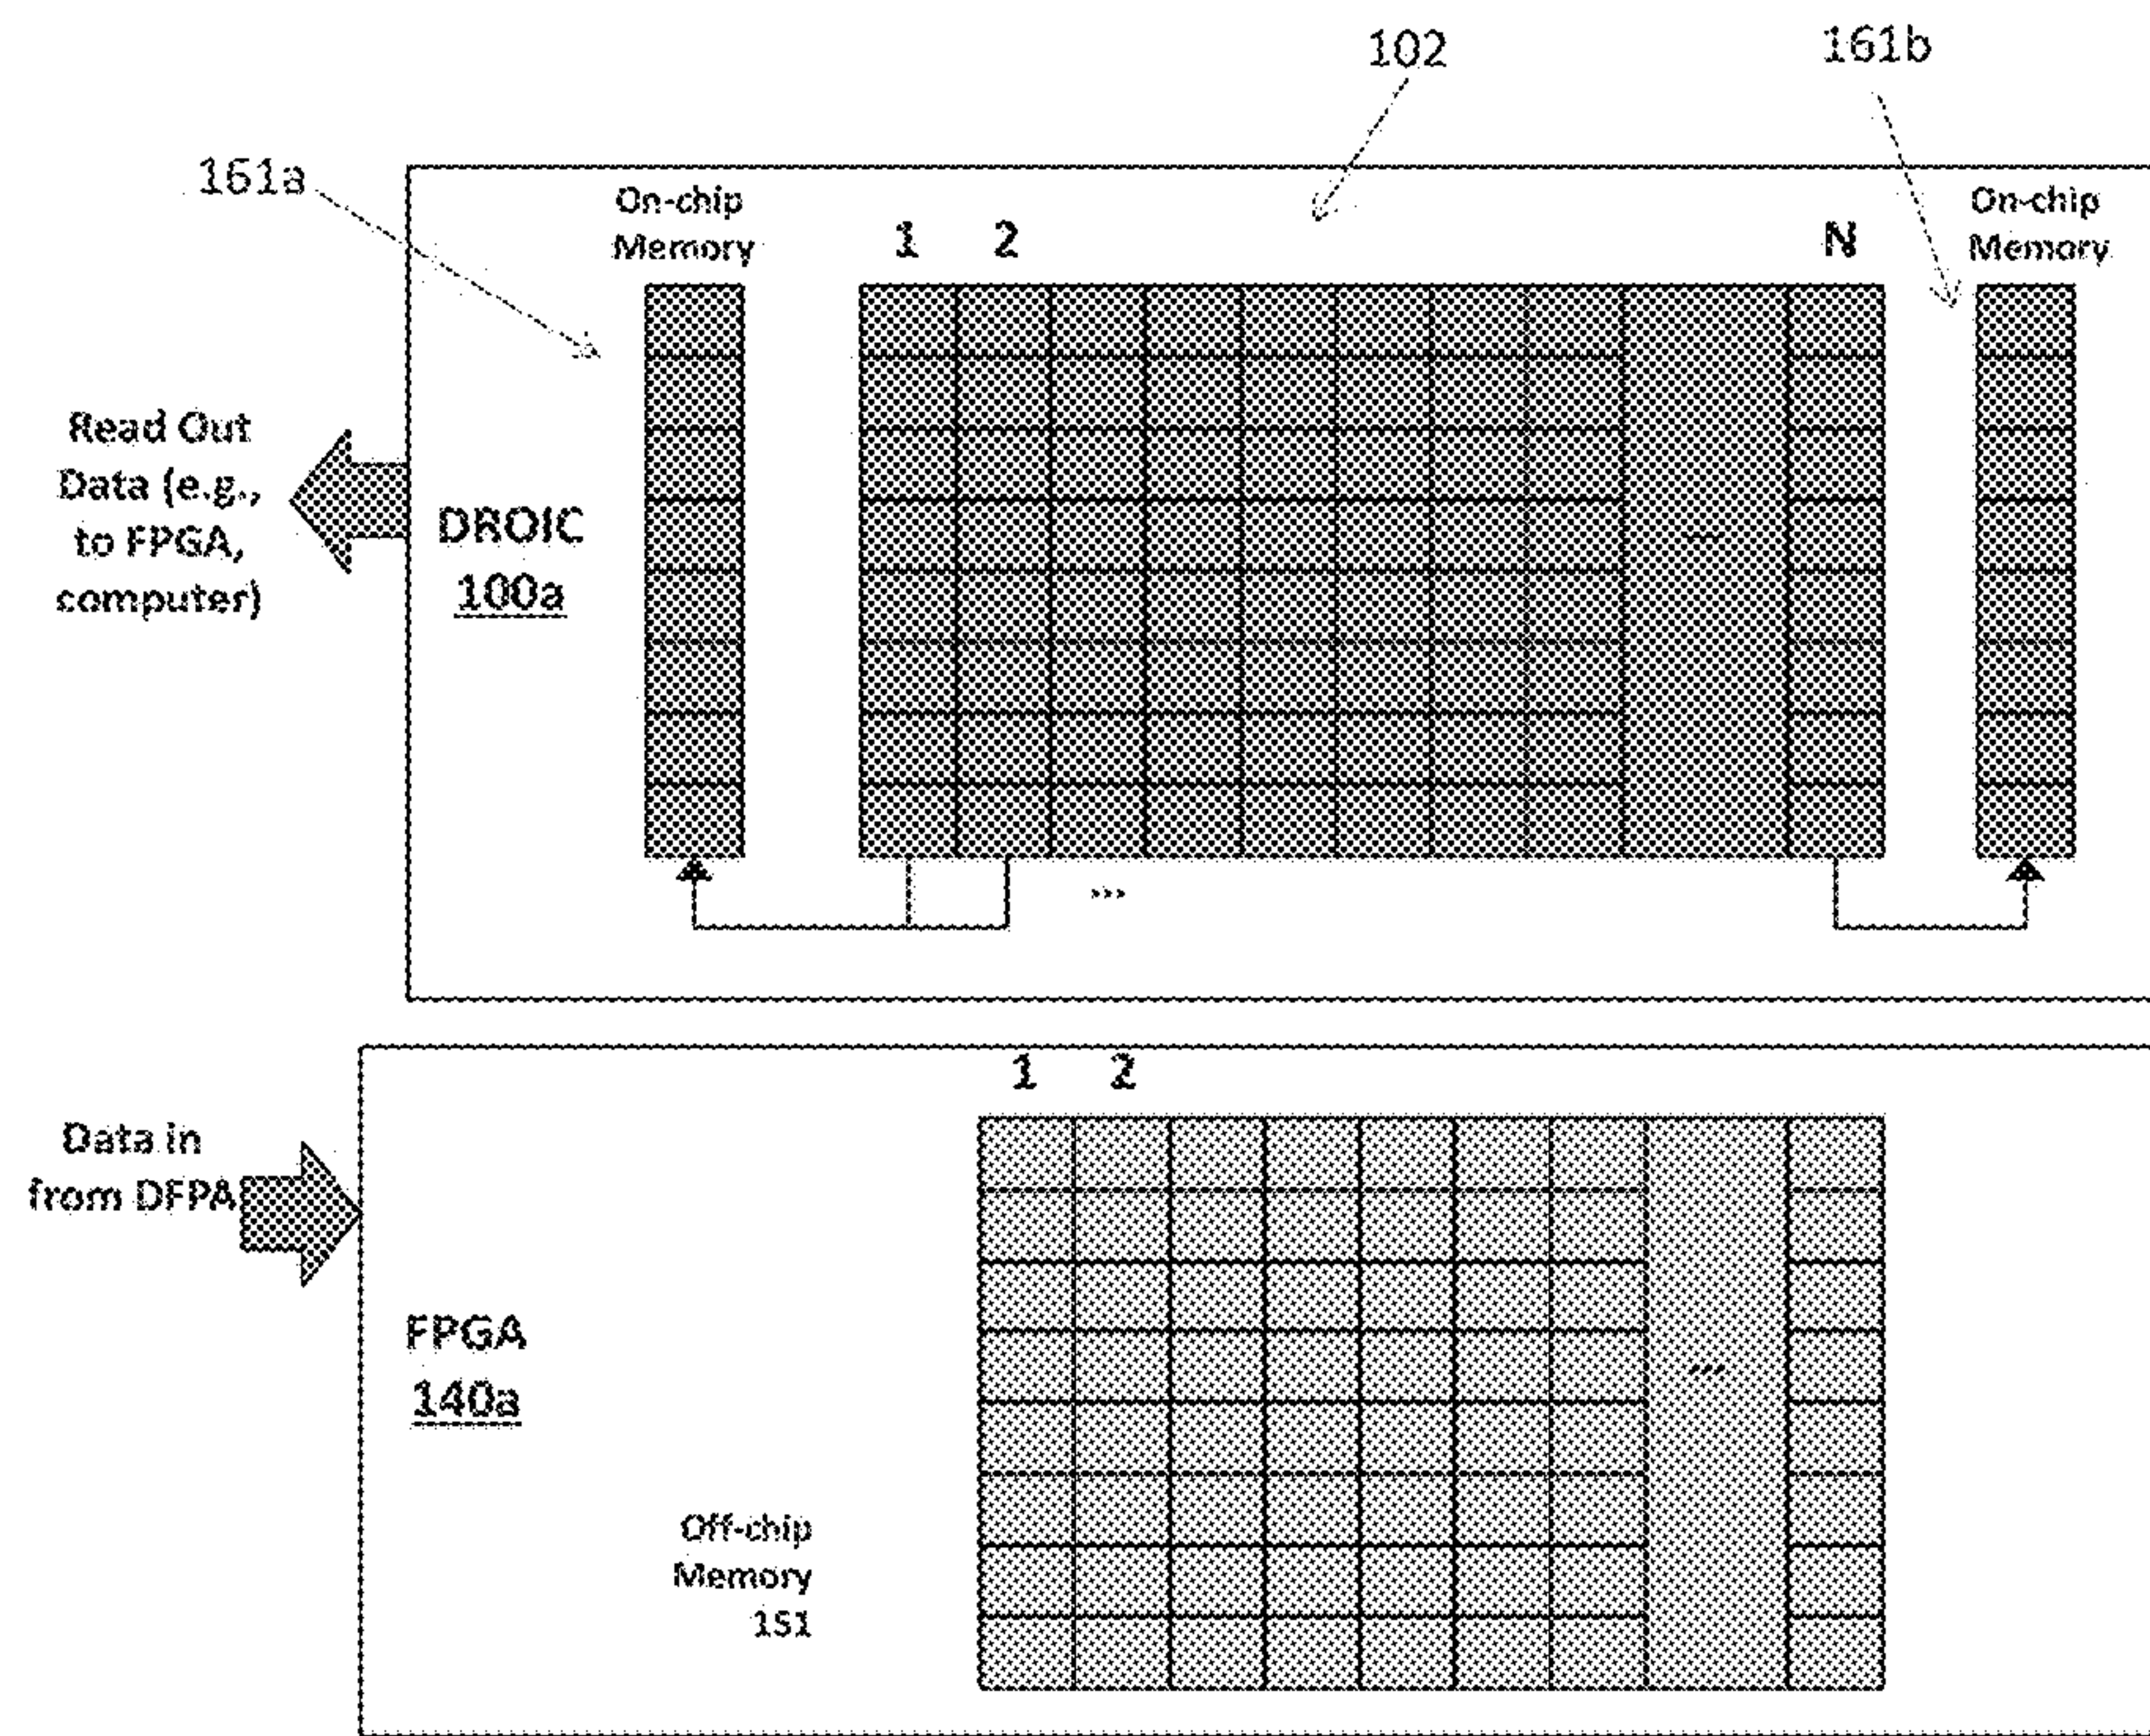 102
161b
161a
On-chip
Memory
1 2 N
On-chip
Memory
Read Out
Data (e.g.,
to FPGA,
computer)
DROIC
100a
...
...
1 2
Data in
from DFPA
FPGA
140a
...
Off-chip
Memory
151